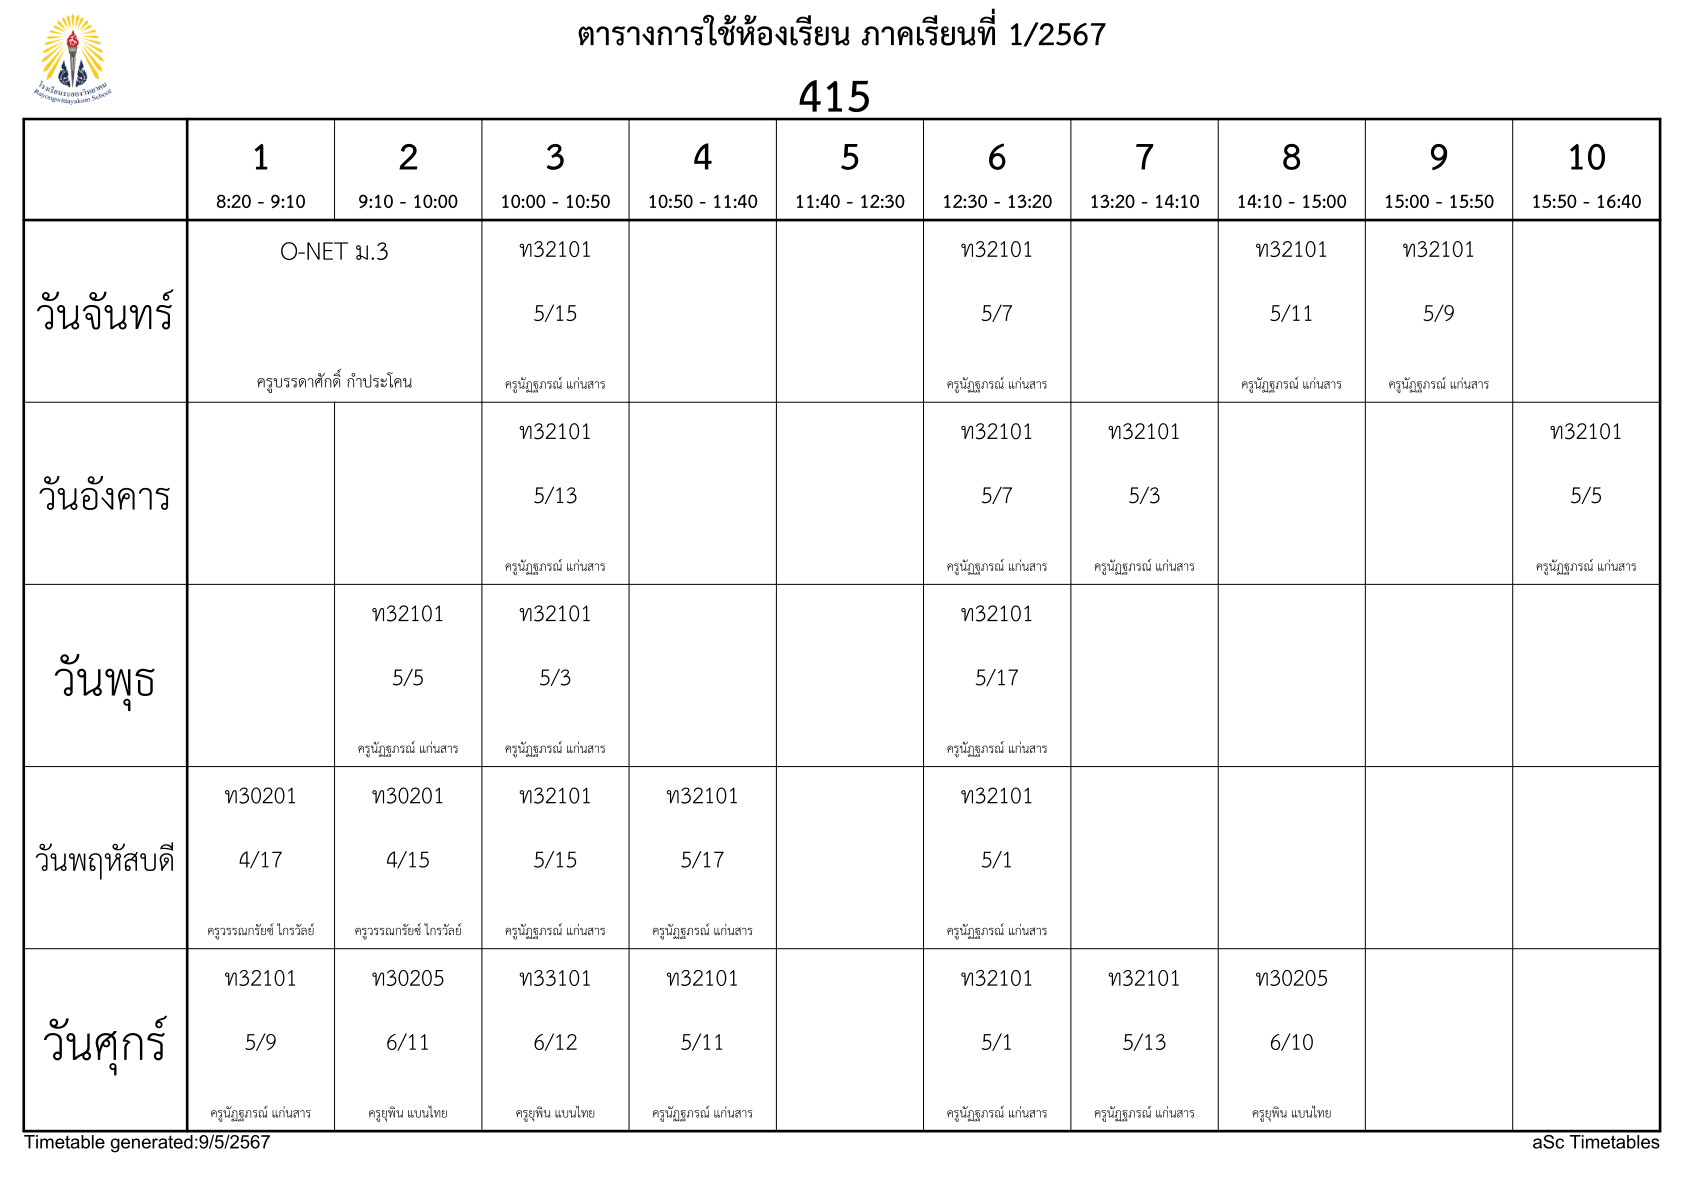 ตารางการใช้ห้องเรียน ภาคเรียนที่ 1/2567
โรงเรียนระยองวิทยาคม
Rayongwittayakom School
415
1 2 3 4 5 6 7 8 9 10
8:20 - 9:10 9:10 - 10:00 10:00 - 10:50 10:50 - 11:40 11:40 - 12:30 12:30 - 13:20 13:20 - 14:10 14:10 - 15:00 15:00 - 15:50 15:50 - 16:40
วันจันทร์
O-NET ม.3 ท32101 ท32101 ท32101 ท32101
5/15 5/7 5/11 5/9
ครูบรรดาศักดิ์ กำประโคน ครูนัฏฐภรณ์ แก่นสาร ครูนัฏฐภรณ์ แก่นสาร ครูนัฏฐภรณ์ แก่นสาร ครูนัฏฐภรณ์ แก่นสาร
วันอังคาร
ท32101 ท32101 ท32101 ท32101
5/13 5/7 5/3 5/5
ครูนัฏฐภรณ์ แก่นสาร ครูนัฏฐภรณ์ แก่นสาร ครูนัฏฐภรณ์ แก่นสาร ครูนัฏฐภรณ์ แก่นสาร
วันพุธ
ท32101 ท32101 ท32101
5/5 5/3 5/17
ครูนัฏฐภรณ์ แก่นสาร ครูนัฏฐภรณ์ แก่นสาร ครูนัฏฐภรณ์ แก่นสาร
วันพฤหัสบดี
ท30201 ท30201 ท32101 ท32101 ท32101
4/17 4/15 5/15 5/17 5/1
ครูวรรณกรัยซ์ ไกรวัลย์ ครูวรรณกรัยซ์ ไกรวัลย์ ครูนัฏฐภรณ์ แก่นสาร ครูนัฏฐภรณ์ แก่นสาร ครูนัฏฐภรณ์ แก่นสาร
วันศุกร์
ท32101 ท30205 ท33101 ท32101 ท32101 ท32101 ท30205
5/9 6/11 6/12 5/11 5/1 5/13 6/10
ครูนัฏฐภรณ์ แก่นสาร ครูยุพิน แบนไทย ครูยุพิน แบนไทย ครูนัฏฐภรณ์ แก่นสาร ครูนัฏฐภรณ์ แก่นสาร ครูนัฏฐภรณ์ แก่นสาร ครูยุพิน แบนไทย
Timetable generated:9/5/2567 aSc Timetables